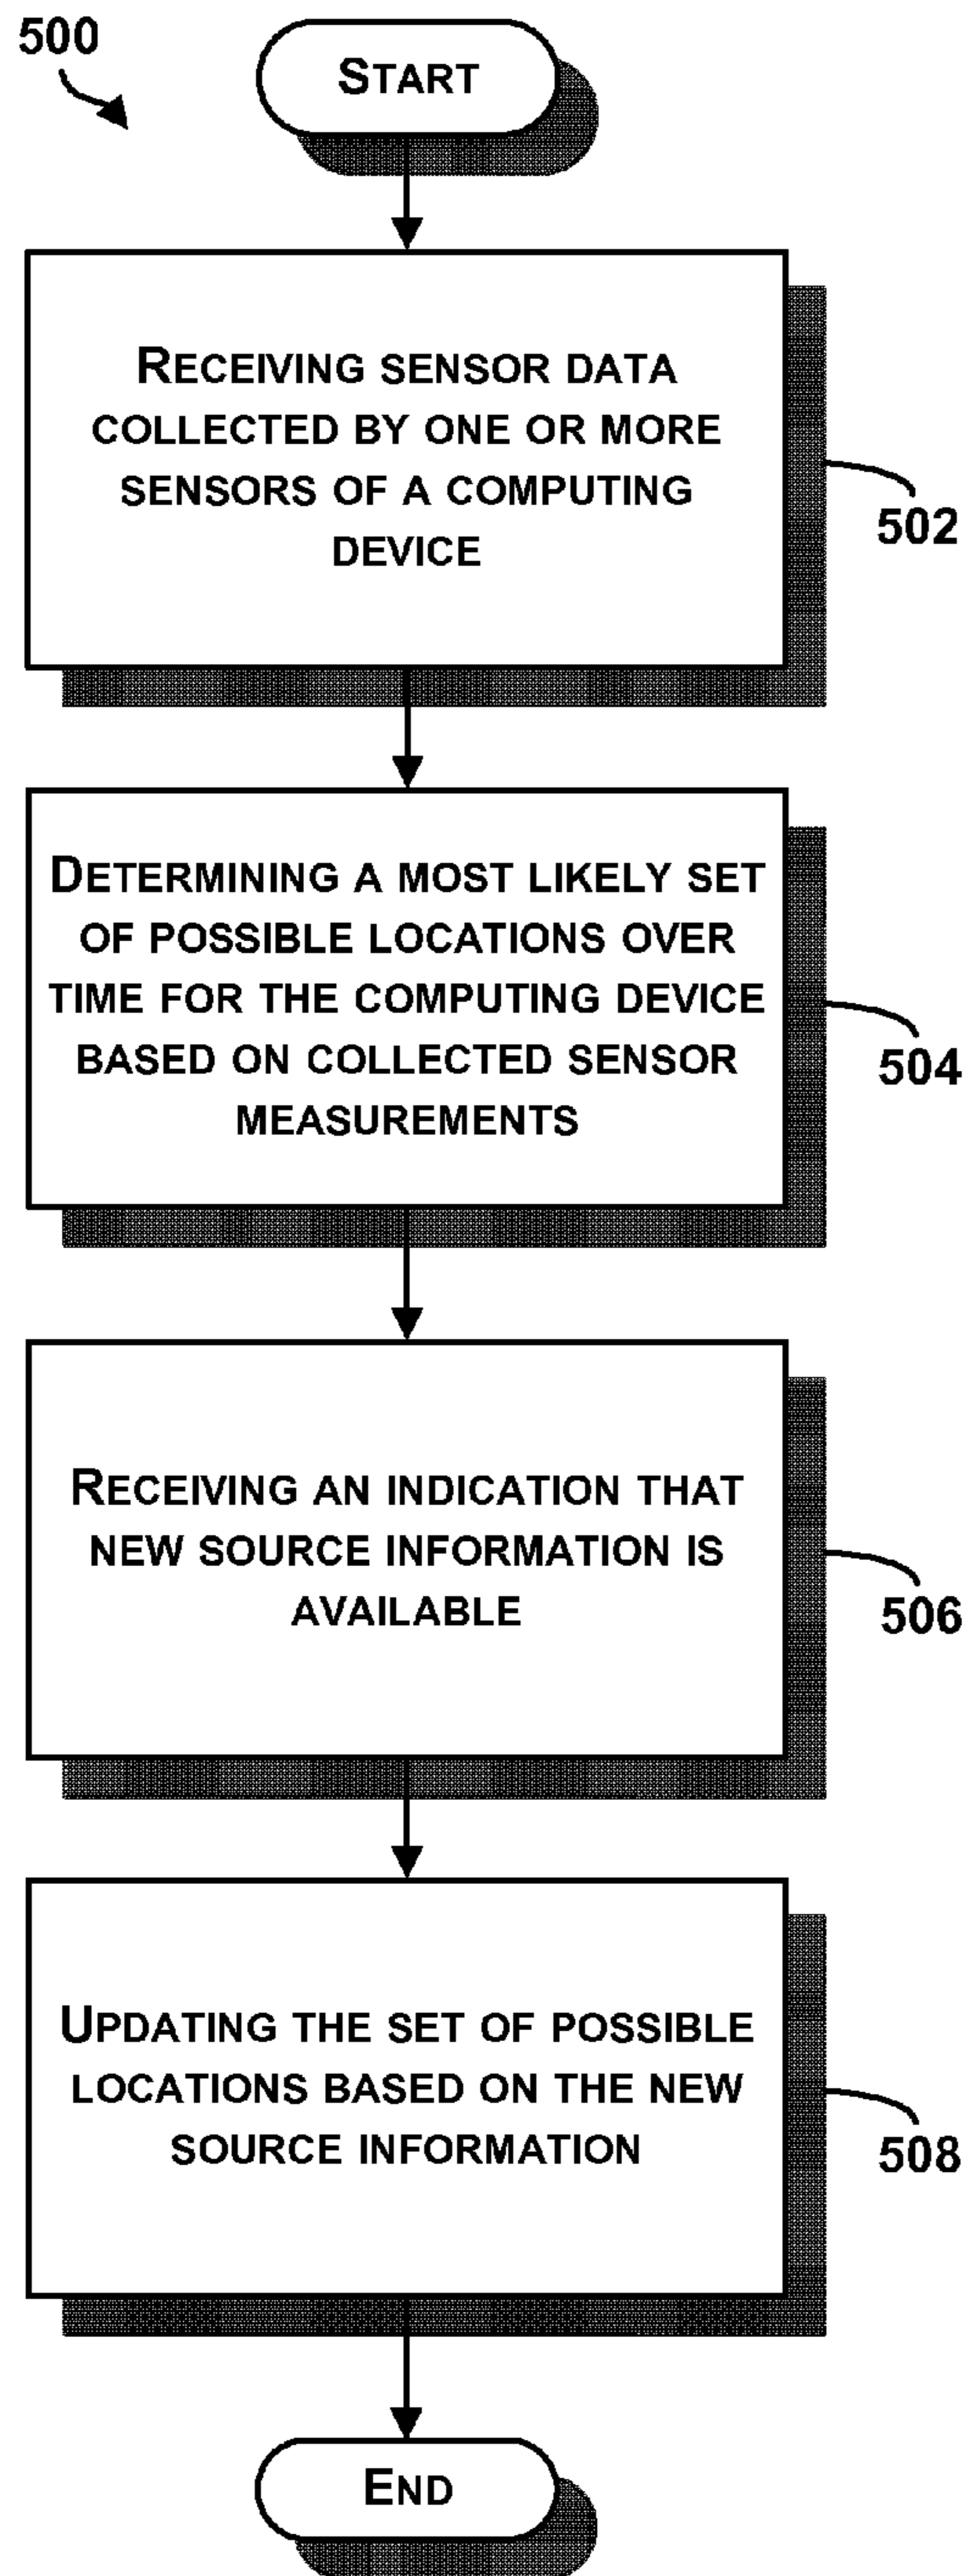 500
START
RECEIVING SENSOR DATA
COLLECTED BY ONE OR MORE
SENSORS OF A COMPUTING
DEVICE
502
DETERMINING A MOST LIKELY SET
OF POSSIBLE LOCATIONS OVER
TIME FOR THE COMPUTING DEVICE
BASED ON COLLECTED SENSOR
MEASUREMENTS
504
RECEIVING AN INDICATION THAT
NEW SOURCE INFORMATION IS
AVAILABLE
506
UPDATING THE SET OF POSSIBLE
LOCATIONS BASED ON THE NEW
SOURCE INFORMATION
508
END